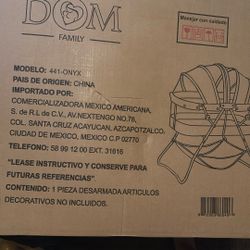 DOM
FAMILY
Manejar con cuidado
MODELO: 441-ONYX
PAIS DE ORIGEN: CHINA
IMPORTADO POR:
COMERCIALIZADORA MEXICO AMERICANA,
S. de R.L de C.V., AV.NEXTENGO NO.78,
COL. SANTA CRUZ ACAYUCAN, AZCAPOTZALCO,
CIUDAD DE MEXICO, MEXICO C.P 02770
TELEFONO: 58 99 12 00 EXT. 31616
“LEASE INSTRUCTIVO Y CONSERVE PARA
FUTURAS REFERENCIAS”
CONTENIDO: 1 PIEZA DESARMADA ARTICULOS
DECORATIVOS NO INCLUIDOS.